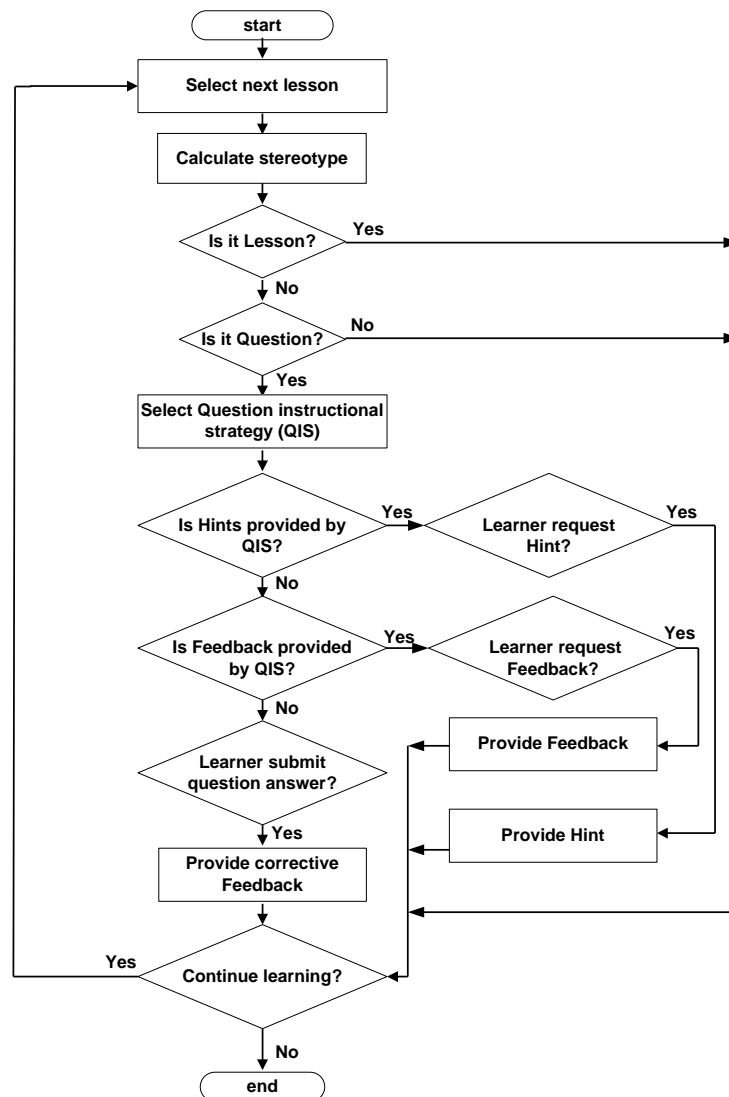 start
Select next lesson
Calculate stereotype
Is it Lesson?
Yes
No
Is it Question?
No
Yes
Select Question instructional
strategy (QIS)
Is Hints provided by
QIS?
Yes
Learner request
Hint?
Yes
No
Is Feedback provided
by QIS?
Yes
Learner request
Feedback?
Yes
No
Provide Feedback
Learner submit
question answer?
Yes
Provide Hint
Provide corrective
Feedback
Yes
Continue learning?
No
end